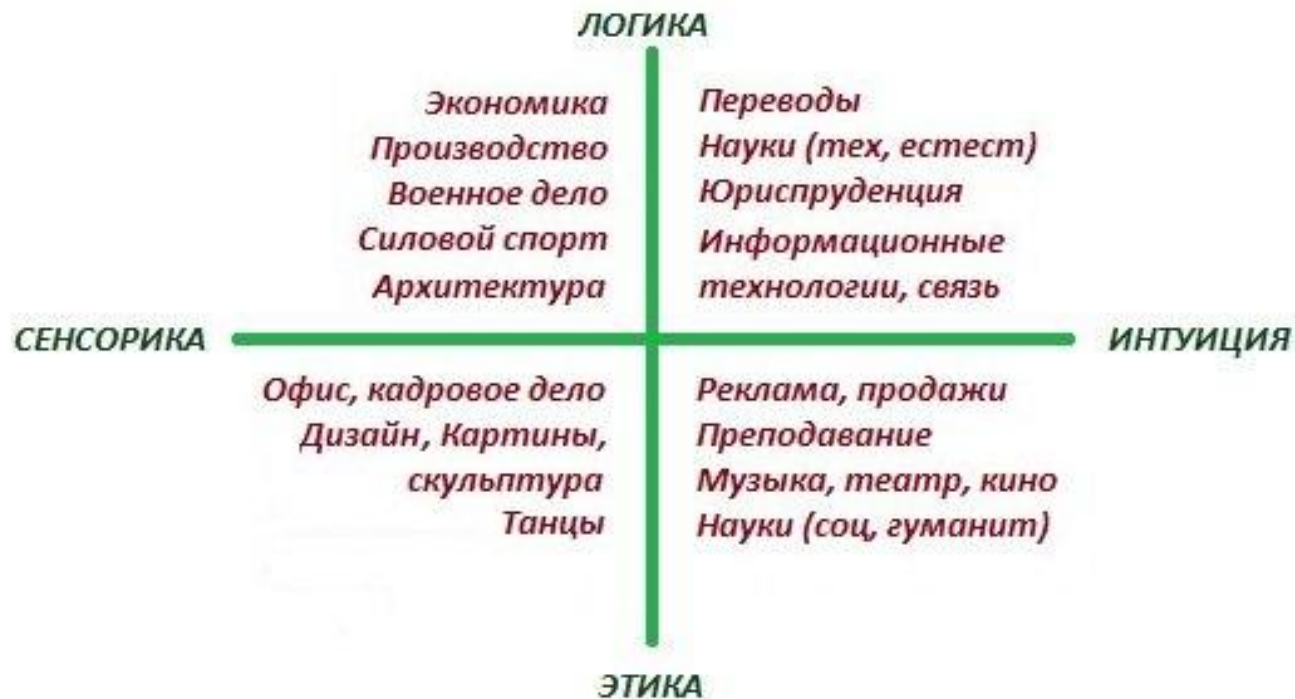 ЛОГИКА
Экономика
Производство
Военное дело
Силовой спорт
Архитектура
Переводы
Науки (тех, естест)
Юриспруденция
Информационные
технологии, связь
СЕНСОРИКА
ИНТУИЦИЯ
Офис, кадровое дело
Дизайн, Картины,
скульптура
Танцы
Реклама, продажи
Преподавание
Музыка, театр, кино
Науки (соц, гуманит)
ЭТИКА